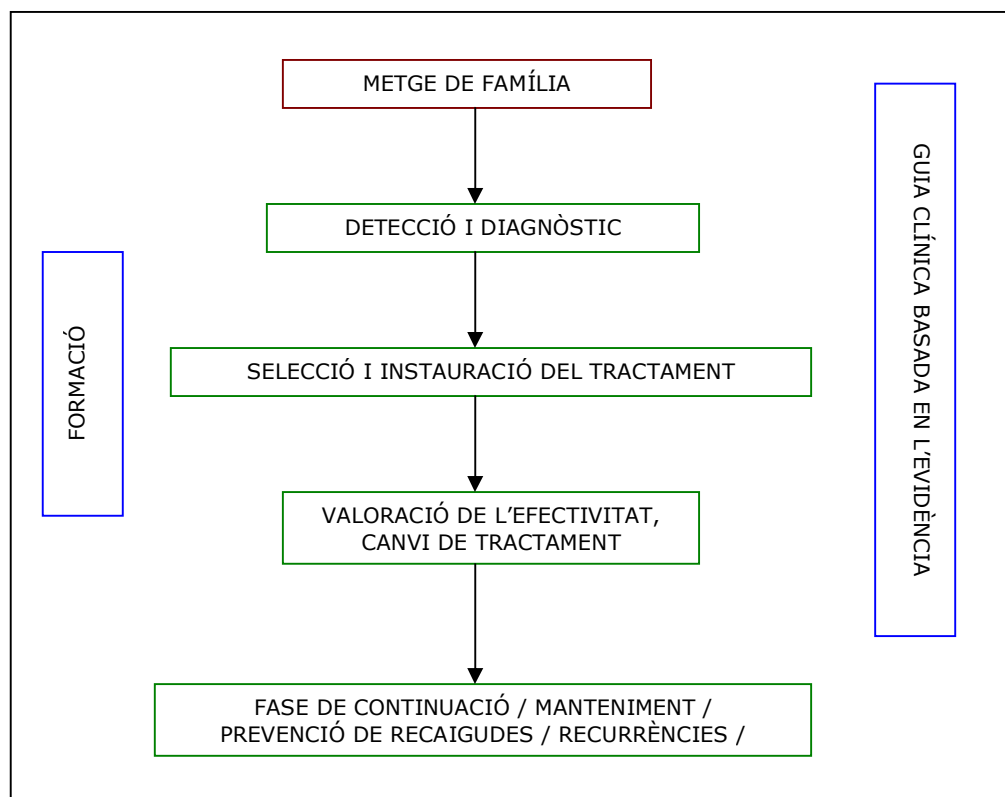 METGE DE FAMÍLIA
DETECCIÓ I DIAGNÒSTIC
SELECCIÓ I INSTAURACIÓ DEL TRACTAMENT
VALORACIÓ DE L’EFECTIVITAT,
CANVI DE TRACTAMENT
FASE DE CONTINUACIÓ / MANTENIMENT /
PREVENCIÓ DE RECAIGUDES / RECURRÈNCIES /
FORMACIÓ
GUIA CLÍNICA BASADA EN L’EVIDÈNCIA